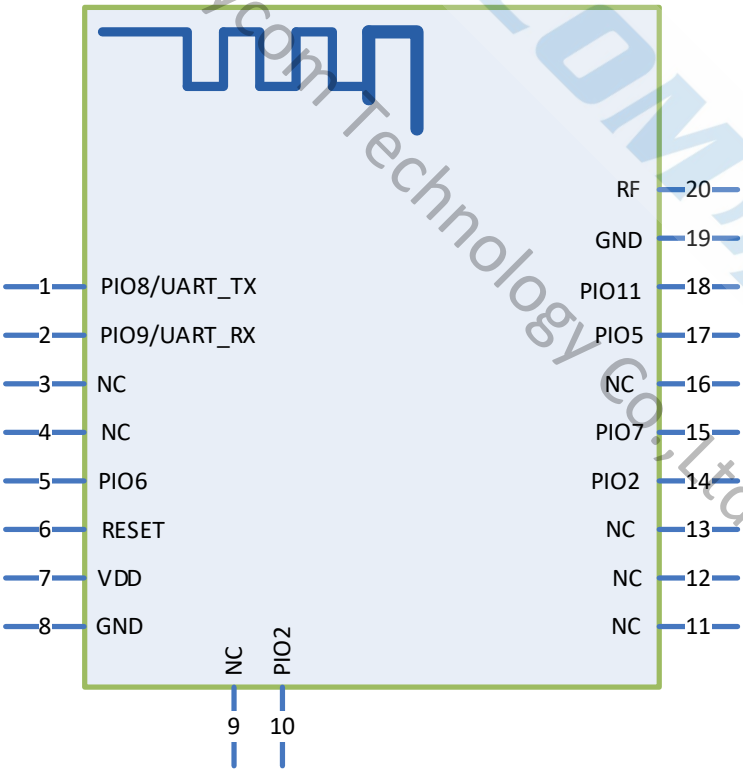 ycom Technology Co.,Ltd
COM
RF 20
GND 19
1 PIO8/UART_TX PIO11 18
2 PIO9/UART_RX PIO5 17
3 NC NC 16
4 NC PIO7 15
5 PIO6 PIO2 14
6 RESET NC 13
7 VDD NC 12
8 GND NC 11
NC PIO2
9 10